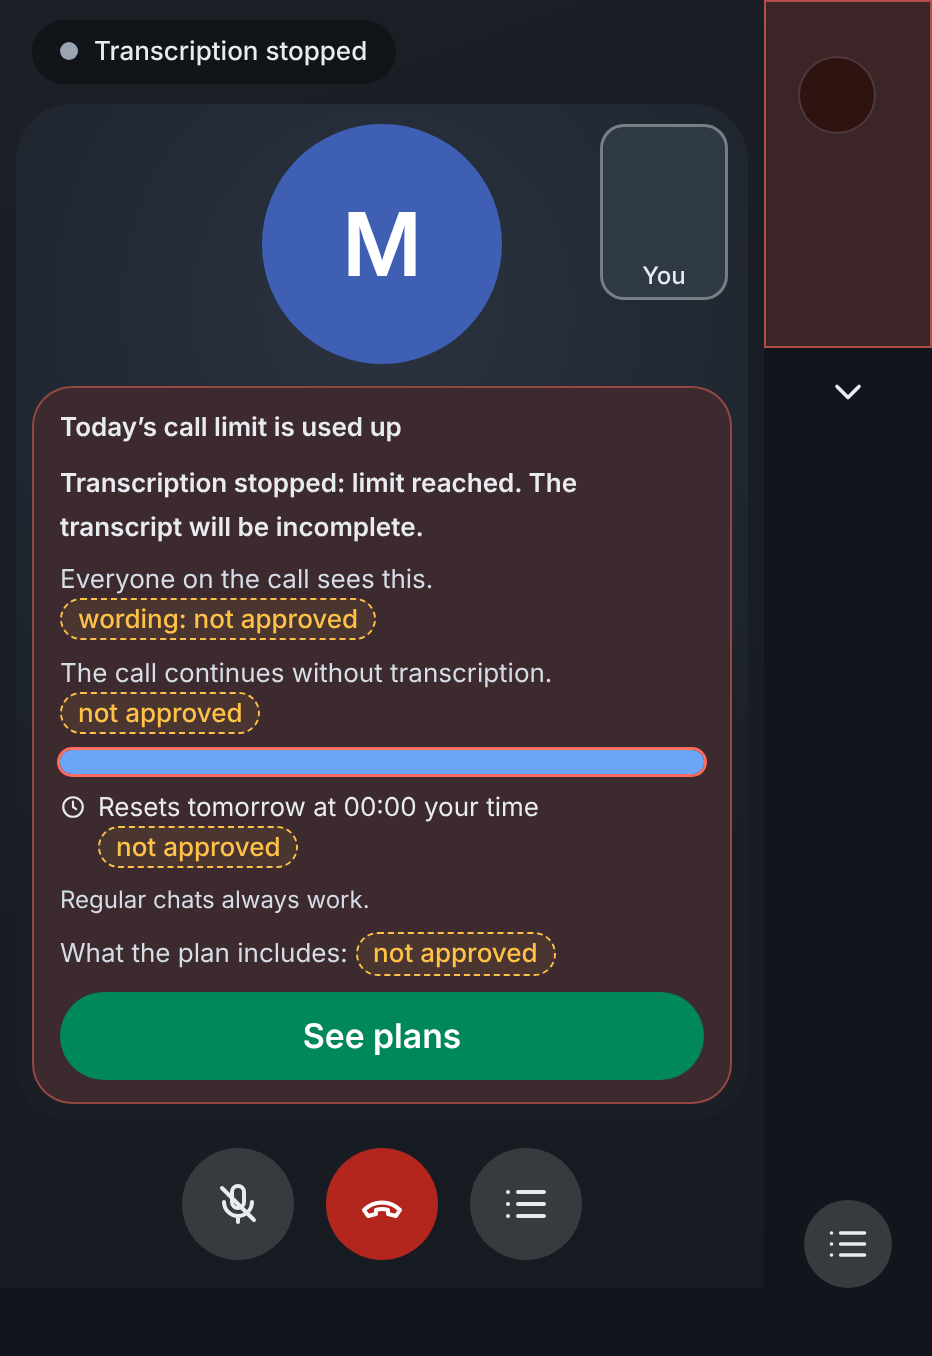 Transcription stopped
M
You
Today’s call limit is used up
Transcription stopped: limit reached. The
transcript will be incomplete.
Everyone on the call sees this.
wording: not approved
The call continues without transcription.
not approved
Resets tomorrow at 00:00 your time
not approved
Regular chats always work.
What the plan includes: not approved
See plans